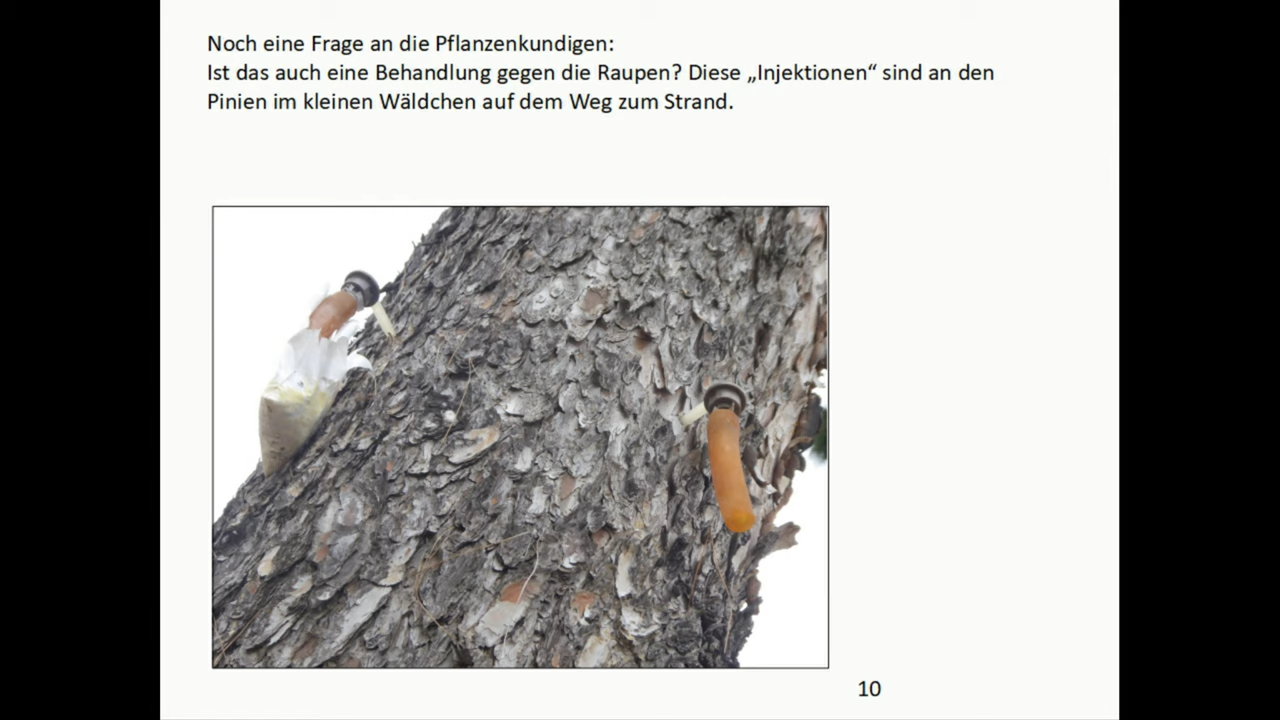 Noch eine Frage an die Pflanzenkundigen:
Ist das auch eine Behandlung gegen die Raupen? Diese „Injektionen“ sind an den
Pinien im kleinen Wäldchen auf dem Weg zum Strand.
10